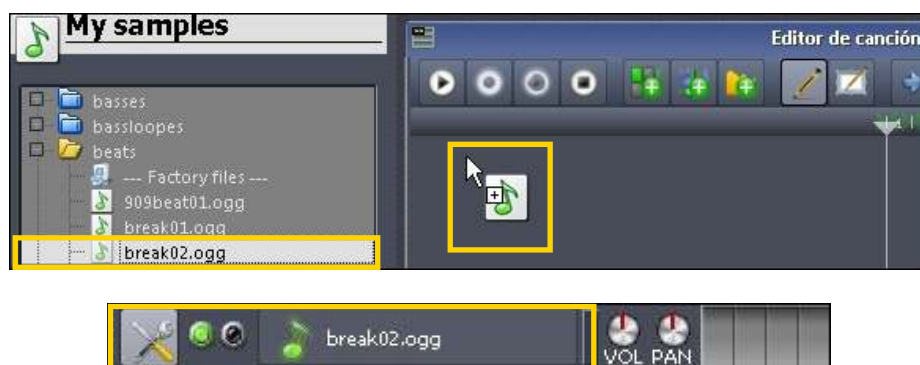 My samples
Editor de canción
basses
bassloopes
beats
--- Factory files ---
909beat01.ogg
break01.ogg
break02.ogg
break02.ogg
VOL PAN